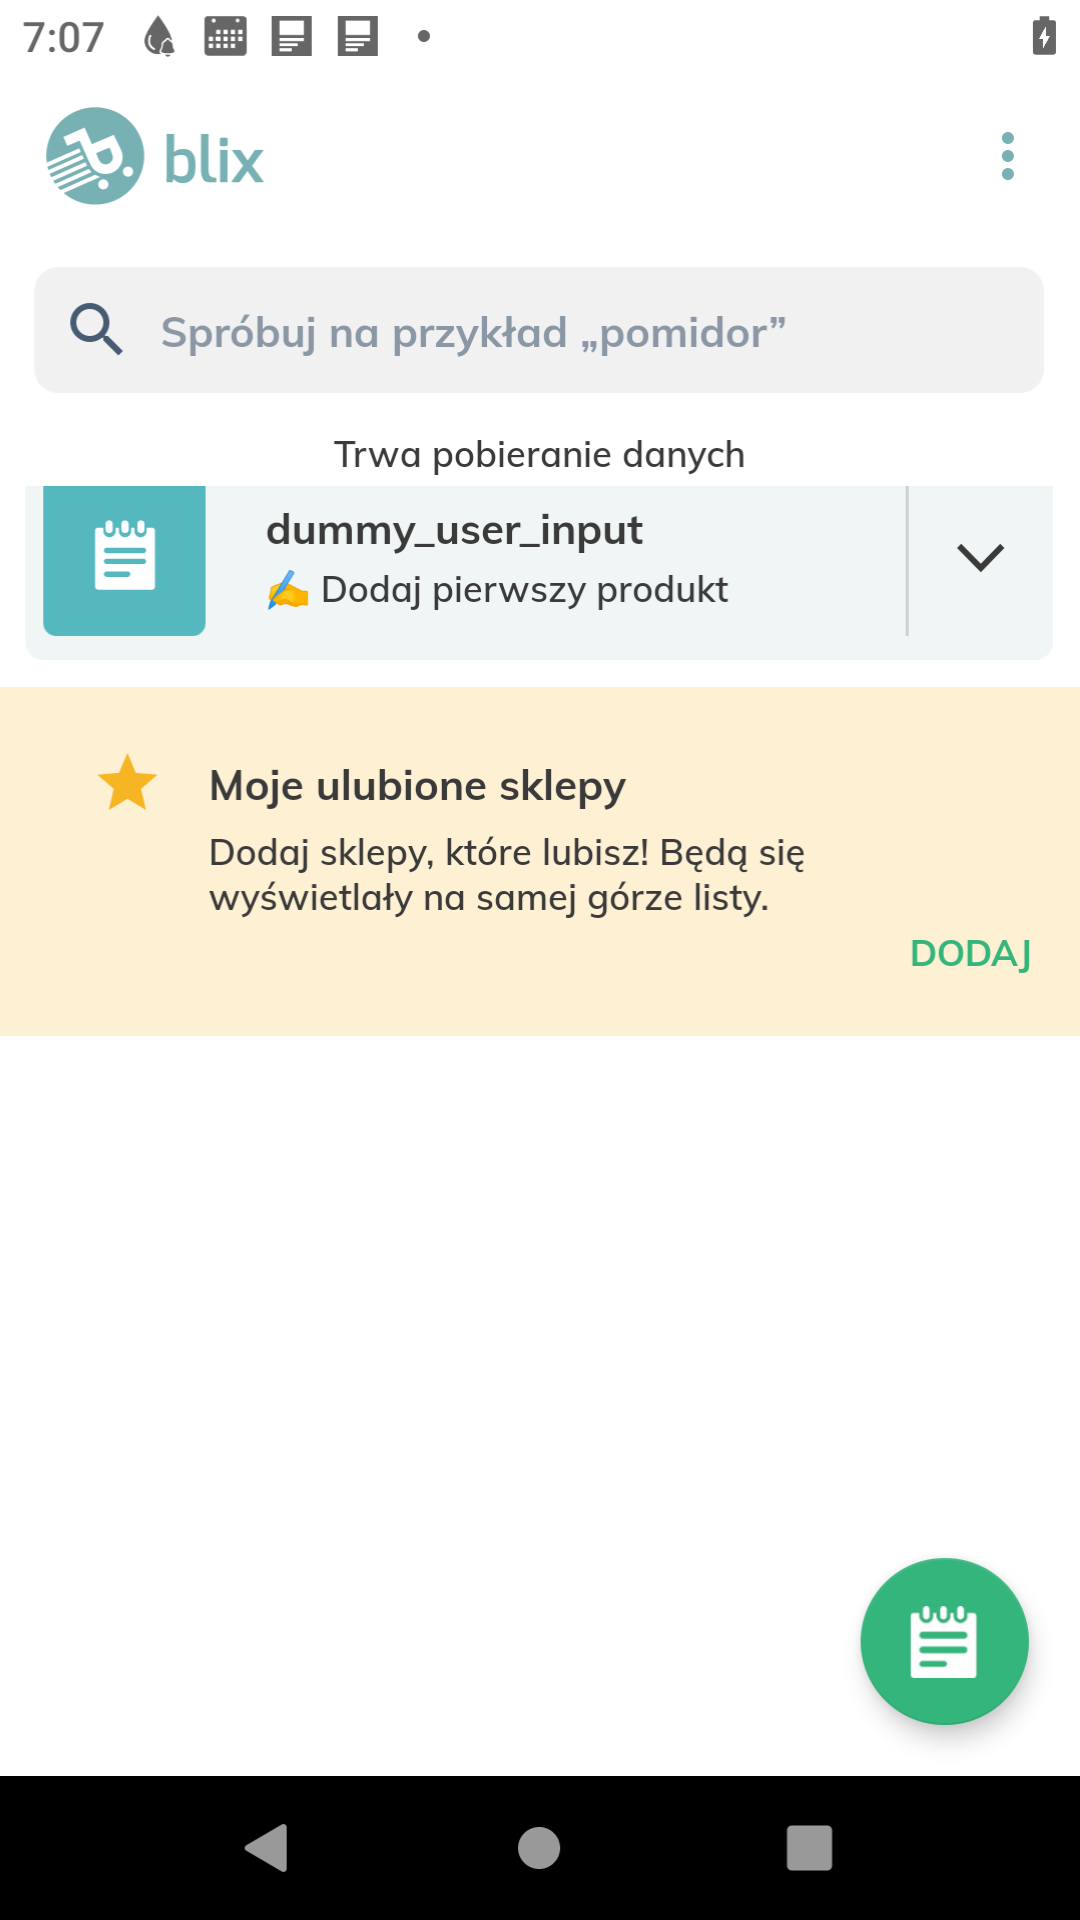 7:07
blix
Spróbuj na przykład „pomidor”
Trwa pobieranie danych
dummy_user_input
✍ Dodaj pierwszy produkt
Moje ulubione sklepy
Dodaj sklepy, które lubisz! Będą się
wyświetlały na samej górze listy.
DODAJ